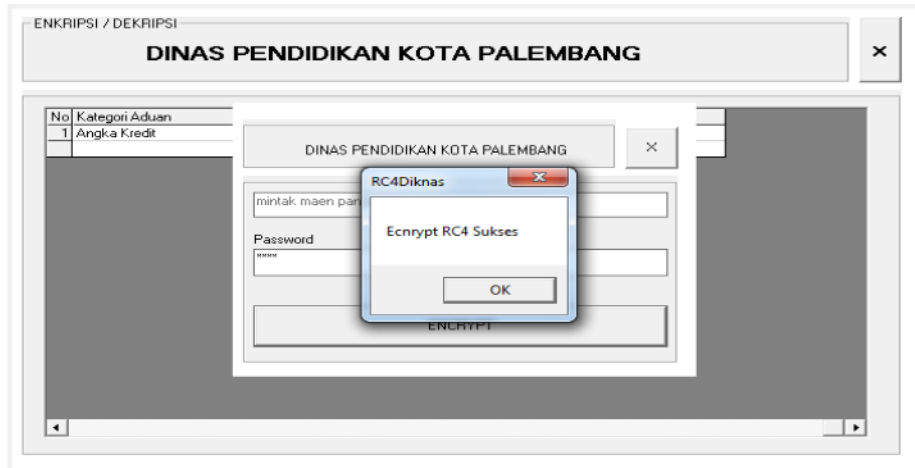 ENKRIPSI / DEKRIPSI
DINAS PENDIDIKAN KOTA PALEMBANG
×
No Kategori Aduan
1 Angka Kredit
DINAS PENDIDIKAN KOTA PALEMBANG
×
RC4Diknas
x
mintak maen pan
Ecnrypt RC4 Sukses
Password
****
OK
ENCRYPT